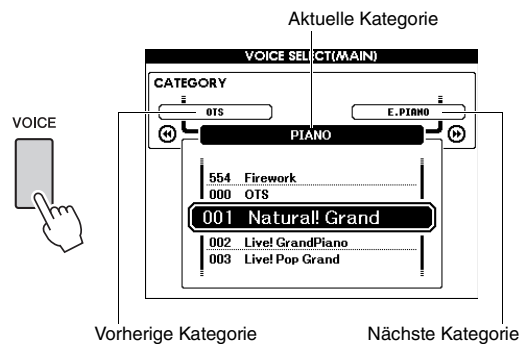 Aktuelle Kategorie
VOICE SELECT(MAIN)
CATEGORY
OTS
E.PIANO
PIANO
VOICE
554 Firework
000 OTS
001 Natural! Grand
002 Live! GrandPiano
003 Live! Pop Grand
Vorherige Kategorie
Nächste Kategorie